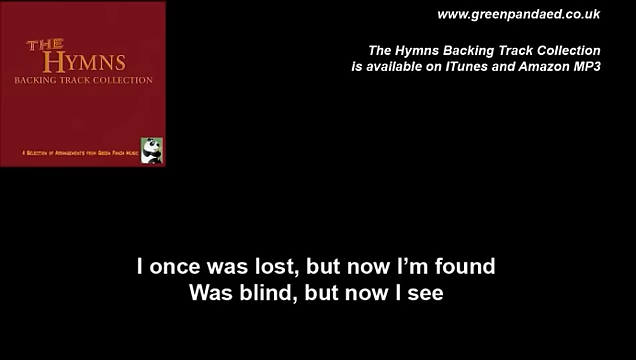 THE
HYMNS
BACKING TRACK COLLECTION
A Selection of Arrangements from Green Panda Music
www.greenpandaed.co.uk
The Hymns Backing Track Collection
is available on ITunes and Amazon MP3
I once was lost, but now I'm found
Was blind, but now I see